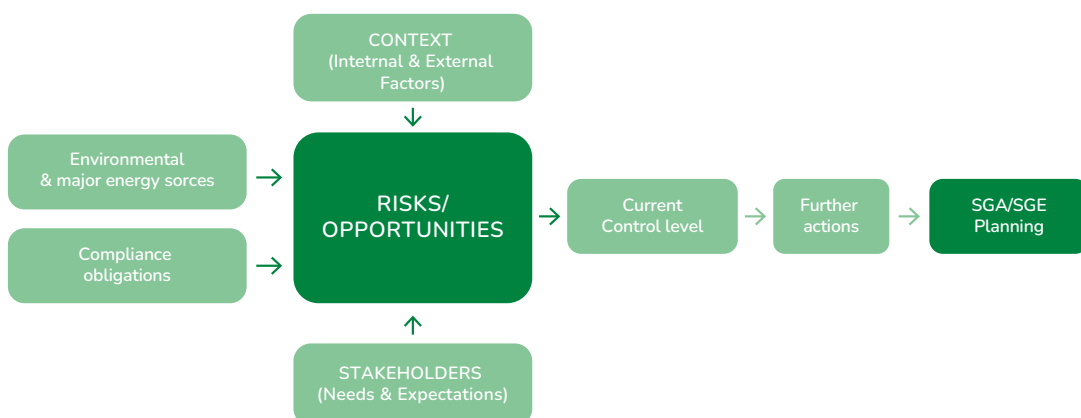 CONTEXT
(Intetrnal & External
Factors)
Environmental
& major energy sorces
Compliance
obligations
RISKS/
OPPORTUNITIES
STAKEHOLDERS
(Needs & Expectations)
Current
Control level
Further
actions
SGA/SGE
Planning